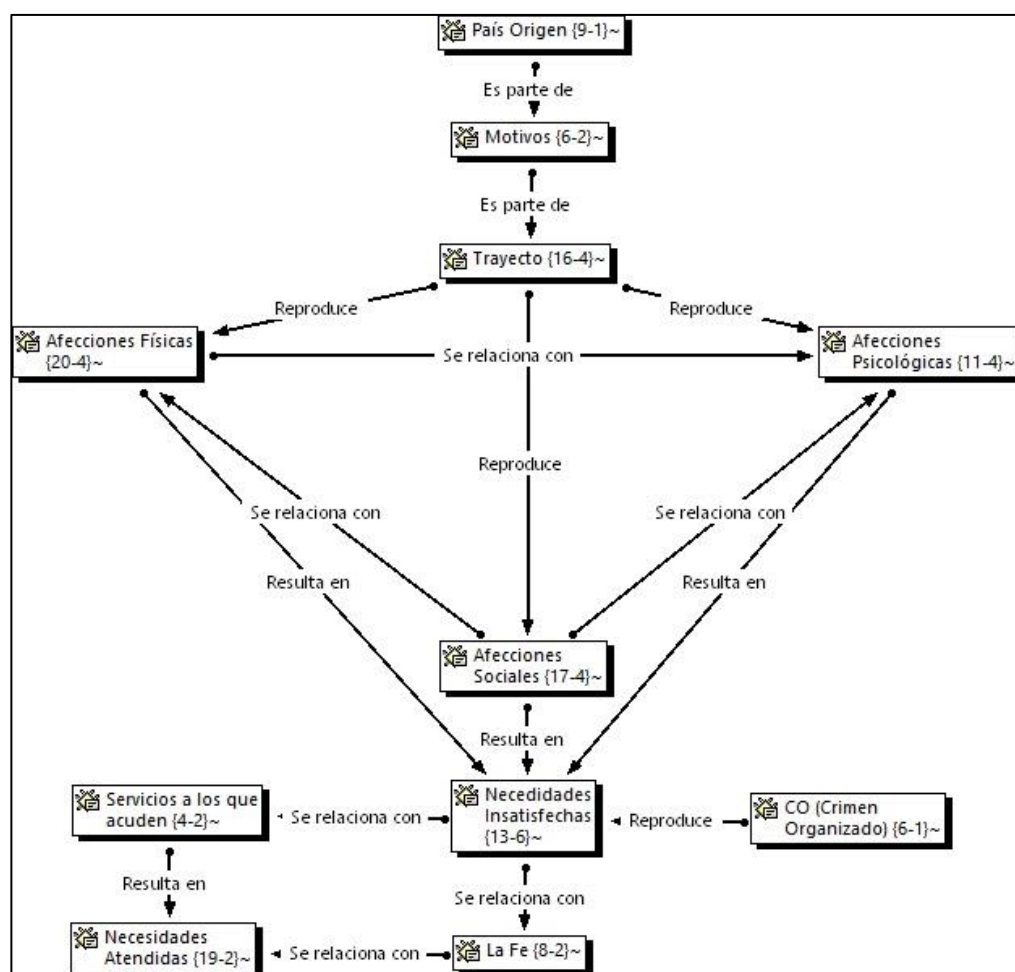 País Origen {9-1}~
Es parte de
Motivos {6-2}~
Es parte de
Trayecto {16-4}~
Reproduce
Reproduce
Afecciones Físicas
{20-4}~
Se relaciona con
Afecciones
Psicológicas {11-4}~
Reproduce
Se relaciona con
Se relaciona con
Resulta en
Resulta en
Afecciones
Sociales {17-4}~
Resulta en
Servicios a los que
acuden {4-2}~
Se relaciona con
Necedidades
Insatisfechas
{13-6}~
Reproduce
CO (Crimen
Organizado) {6-1}~
Resulta en
Se relaciona con
Necesidades
Atendidas {19-2}~
Se relaciona con
La Fe {8-2}~